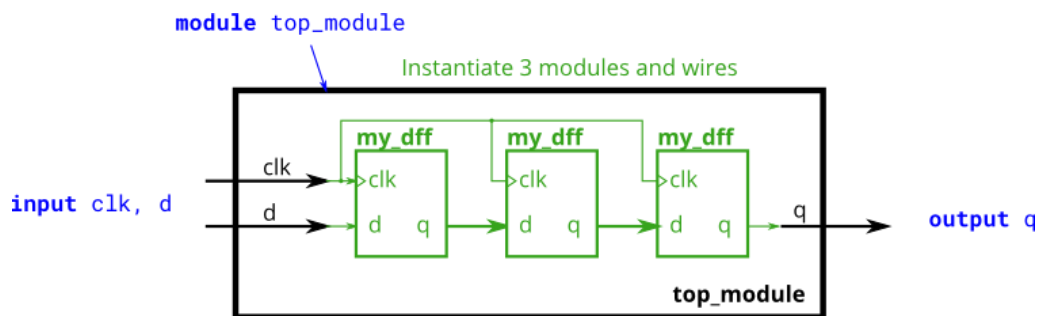 module top_module
Instantiate 3 modules and wires
my_dff my_dff my_dff
clk clk clk clk
input clk, d
d d q d q d q q
output q
top_module